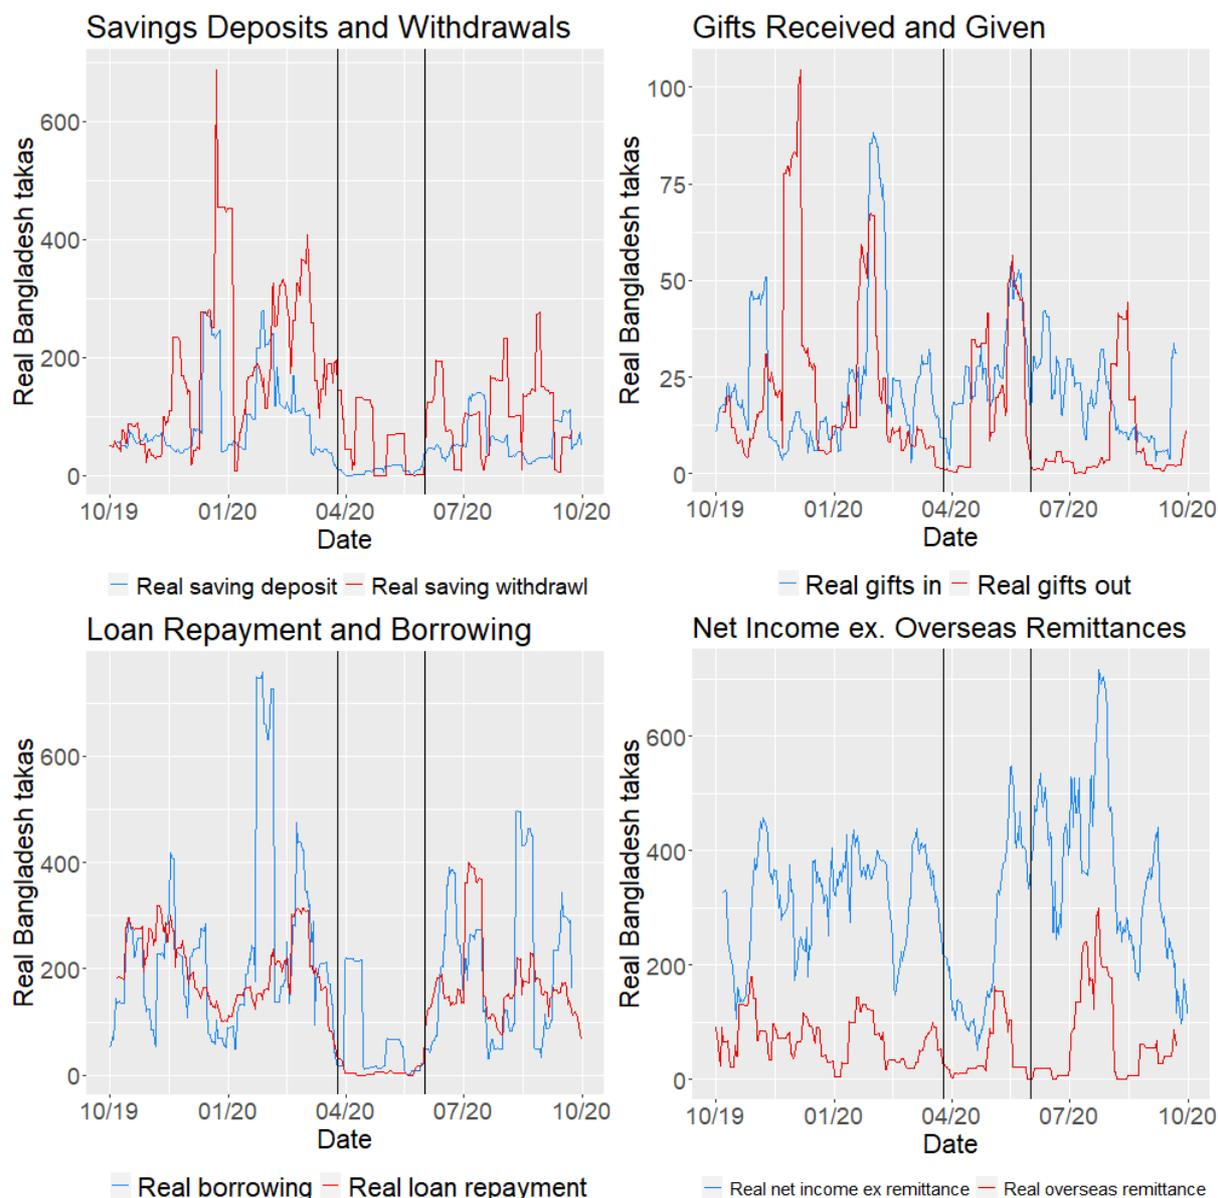 Savings Deposits and Withdrawals
Real Bangladesh takas
600
400
200
0
10/19 01/20 04/20 07/20 10/20
Date
Real saving deposit Real saving withdrawl
Gifts Received and Given
Real Bangladesh takas
100
75
50
25
0
10/19 01/20 04/20 07/20 10/20
Date
Real gifts in Real gifts out
Loan Repayment and Borrowing
Real Bangladesh takas
600
400
200
0
10/19 01/20 04/20 07/20 10/20
Date
Real borrowing Real loan repayment
Net Income ex. Overseas Remittances
Real Bangladesh takas
600
400
200
0
10/19 01/20 04/20 07/20 10/20
Date
Real net income ex remittance Real overseas remittance